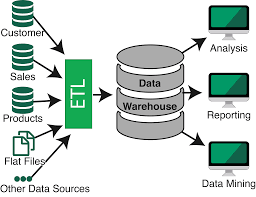 Customer
Sales
Products
Flat Files
Other Data Sources
ETL
Data
Warehouse
Analysis
Reporting
Data Mining